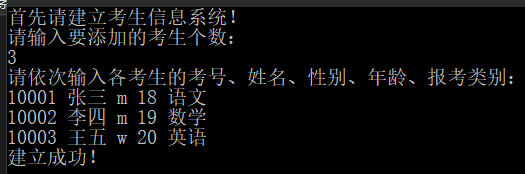 首先请建立考生信息系统！
请输入要添加的考生个数：
3
请依次输入各考生的考号、姓名、性别、年龄、报考类别：
10001 张三 m 18 语文
10002 李四 m 19 数学
10003 王五 w 20 英语
建立成功！